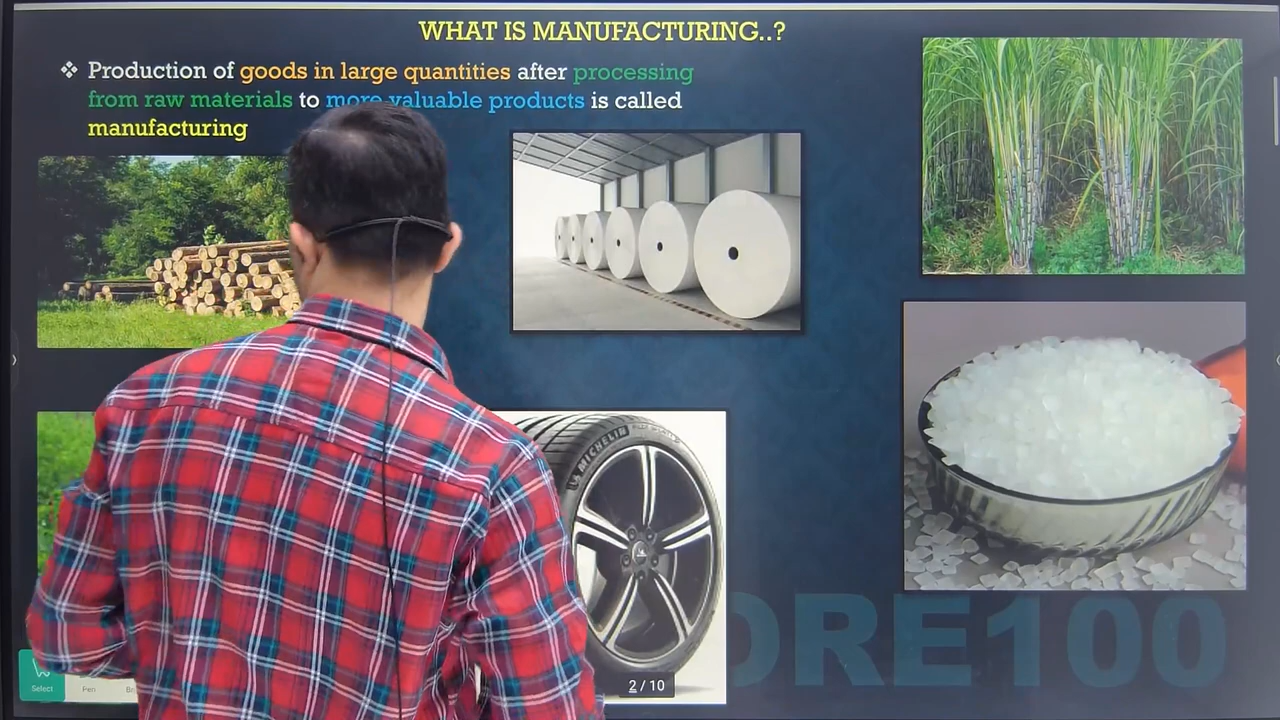 WHAT IS MANUFACTURING..?
❖ Production of goods in large quantities after processing
from raw materials to more valuable products is called
manufacturing
MICHELIN
ORE100
Select
Pen
2 / 10